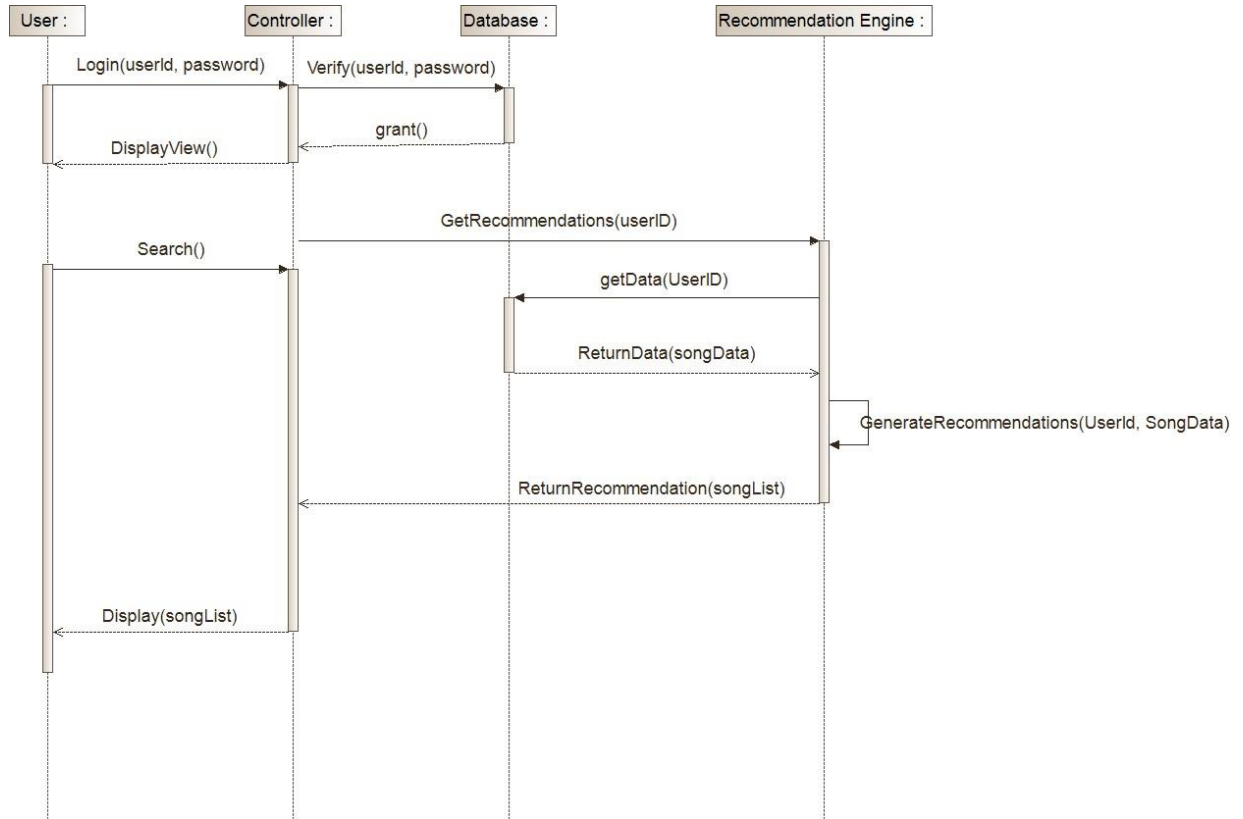 User :
Controller :
Database :
Recommendation Engine :
Login(userId, password)
Verify(userId, password)
grant()
DisplayView()
GetRecommendations(userID)
Search()
getData(UserID)
ReturnData(songData)
GenerateRecommendations(UserId, SongData)
ReturnRecommendation(songList)
Display(songList)